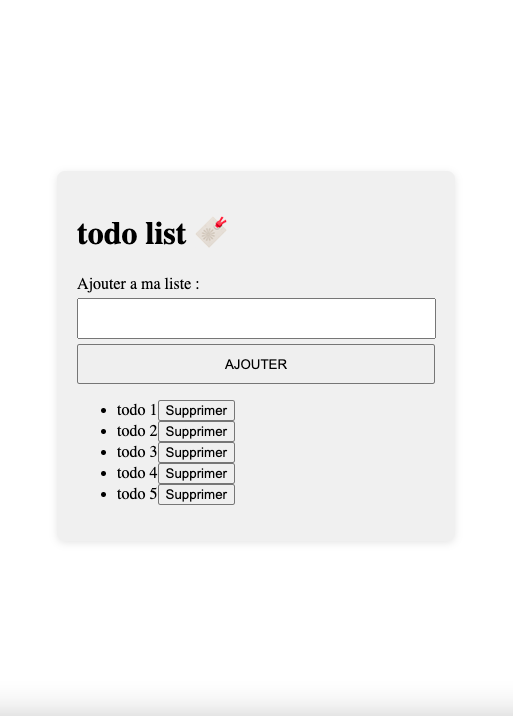 todo list 🏷️
Ajouter a ma liste :
AJOUTER
todo 1 Supprimer
todo 2 Supprimer
todo 3 Supprimer
todo 4 Supprimer
todo 5 Supprimer